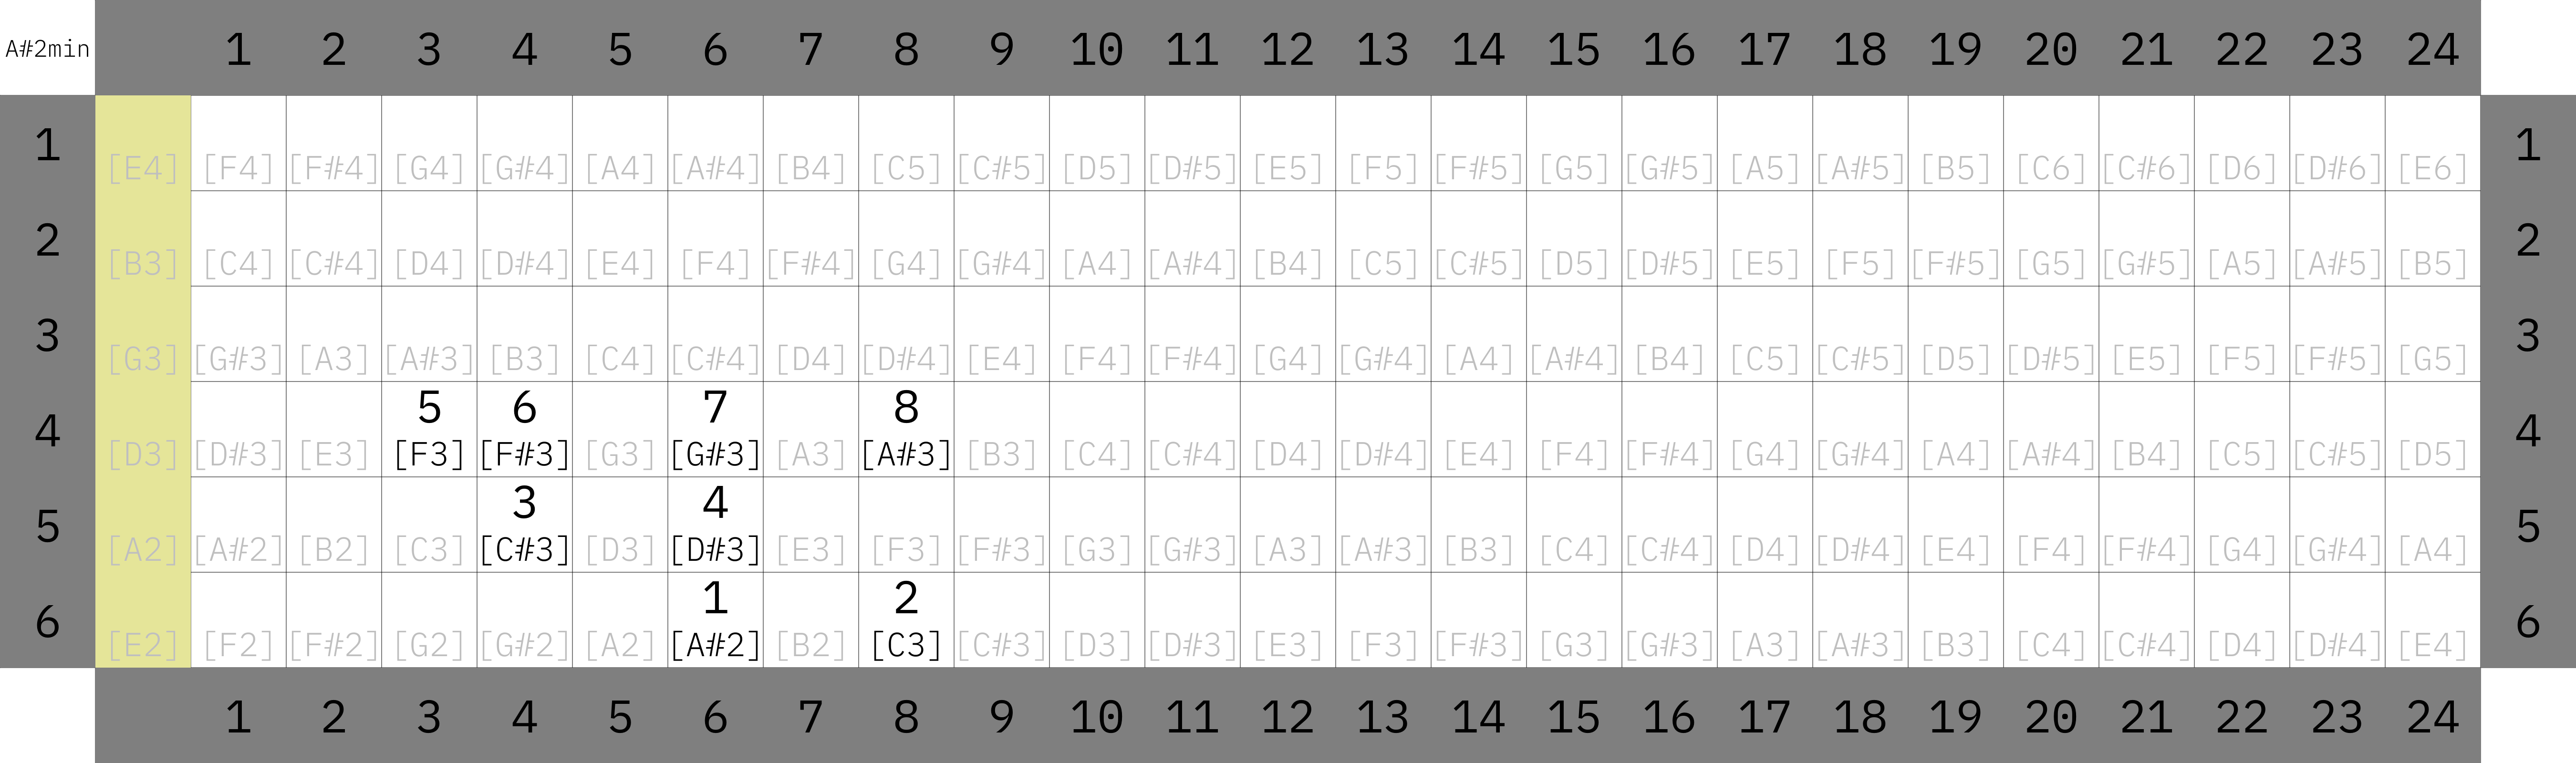 A#2min 1 2 3 4 5 6 7 8 9 10 11 12 13 14 15 16 17 18 19 20 21 22 23 24
1 [E4] [F4] [F#4] [G4] [G#4] [A4] [A#4] [B4] [C5] [C#5] [D5] [D#5] [E5] [F5] [F#5] [G5] [G#5] [A5] [A#5] [B5] [C6] [C#6] [D6] [D#6] [E6] 1
2 [B3] [C4] [C#4] [D4] [D#4] [E4] [F4] [F#4] [G4] [G#4] [A4] [A#4] [B4] [C5] [C#5] [D5] [D#5] [E5] [F5] [F#5] [G5] [G#5] [A5] [A#5] [B5] 2
3 [G3] [G#3] [A3] [A#3] [B3] [C4] [C#4] [D4] [D#4] [E4] [F4] [F#4] [G4] [G#4] [A4] [A#4] [B4] [C5] [C#5] [D5] [D#5] [E5] [F5] [F#5] [G5] 3
5 6 7 8
4 [D3] [D#3] [E3] [F3] [F#3] [G3] [G#3] [A3] [A#3] [B3] [C4] [C#4] [D4] [D#4] [E4] [F4] [F#4] [G4] [G#4] [A4] [A#4] [B4] [C5] [C#5] [D5] 4
3 4
5 [A2] [A#2] [B2] [C3] [C#3] [D3] [D#3] [E3] [F3] [F#3] [G3] [G#3] [A3] [A#3] [B3] [C4] [C#4] [D4] [D#4] [E4] [F4] [F#4] [G4] [G#4] [A4] 5
1 2
6 [E2] [F2] [F#2] [G2] [G#2] [A2] [A#2] [B2] [C3] [C#3] [D3] [D#3] [E3] [F3] [F#3] [G3] [G#3] [A3] [A#3] [B3] [C4] [C#4] [D4] [D#4] [E4] 6
1 2 3 4 5 6 7 8 9 10 11 12 13 14 15 16 17 18 19 20 21 22 23 24